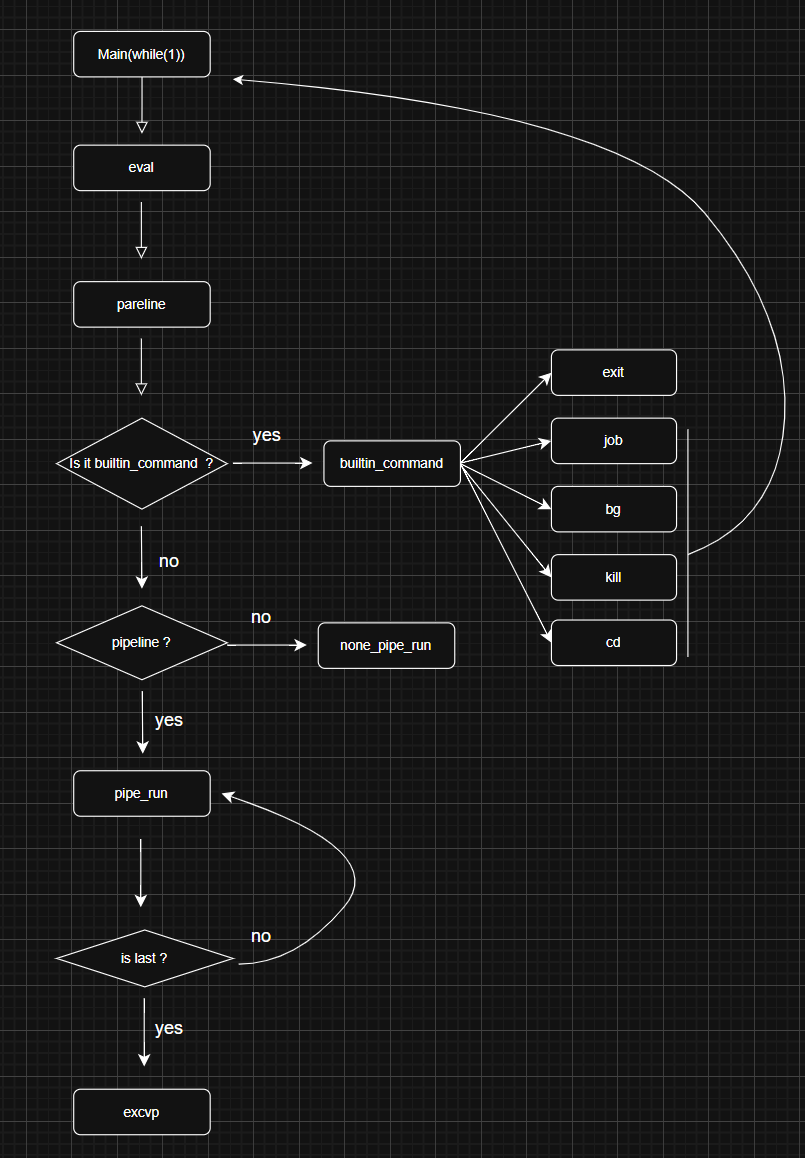 Main(while(1))
eval
pareline
Is it builtin_command  ?
yes
builtin_command
exit
job
bg
kill
cd
no
pipeline ?
no
none_pipe_run
yes
pipe_run
is last ?
no
yes
excvp